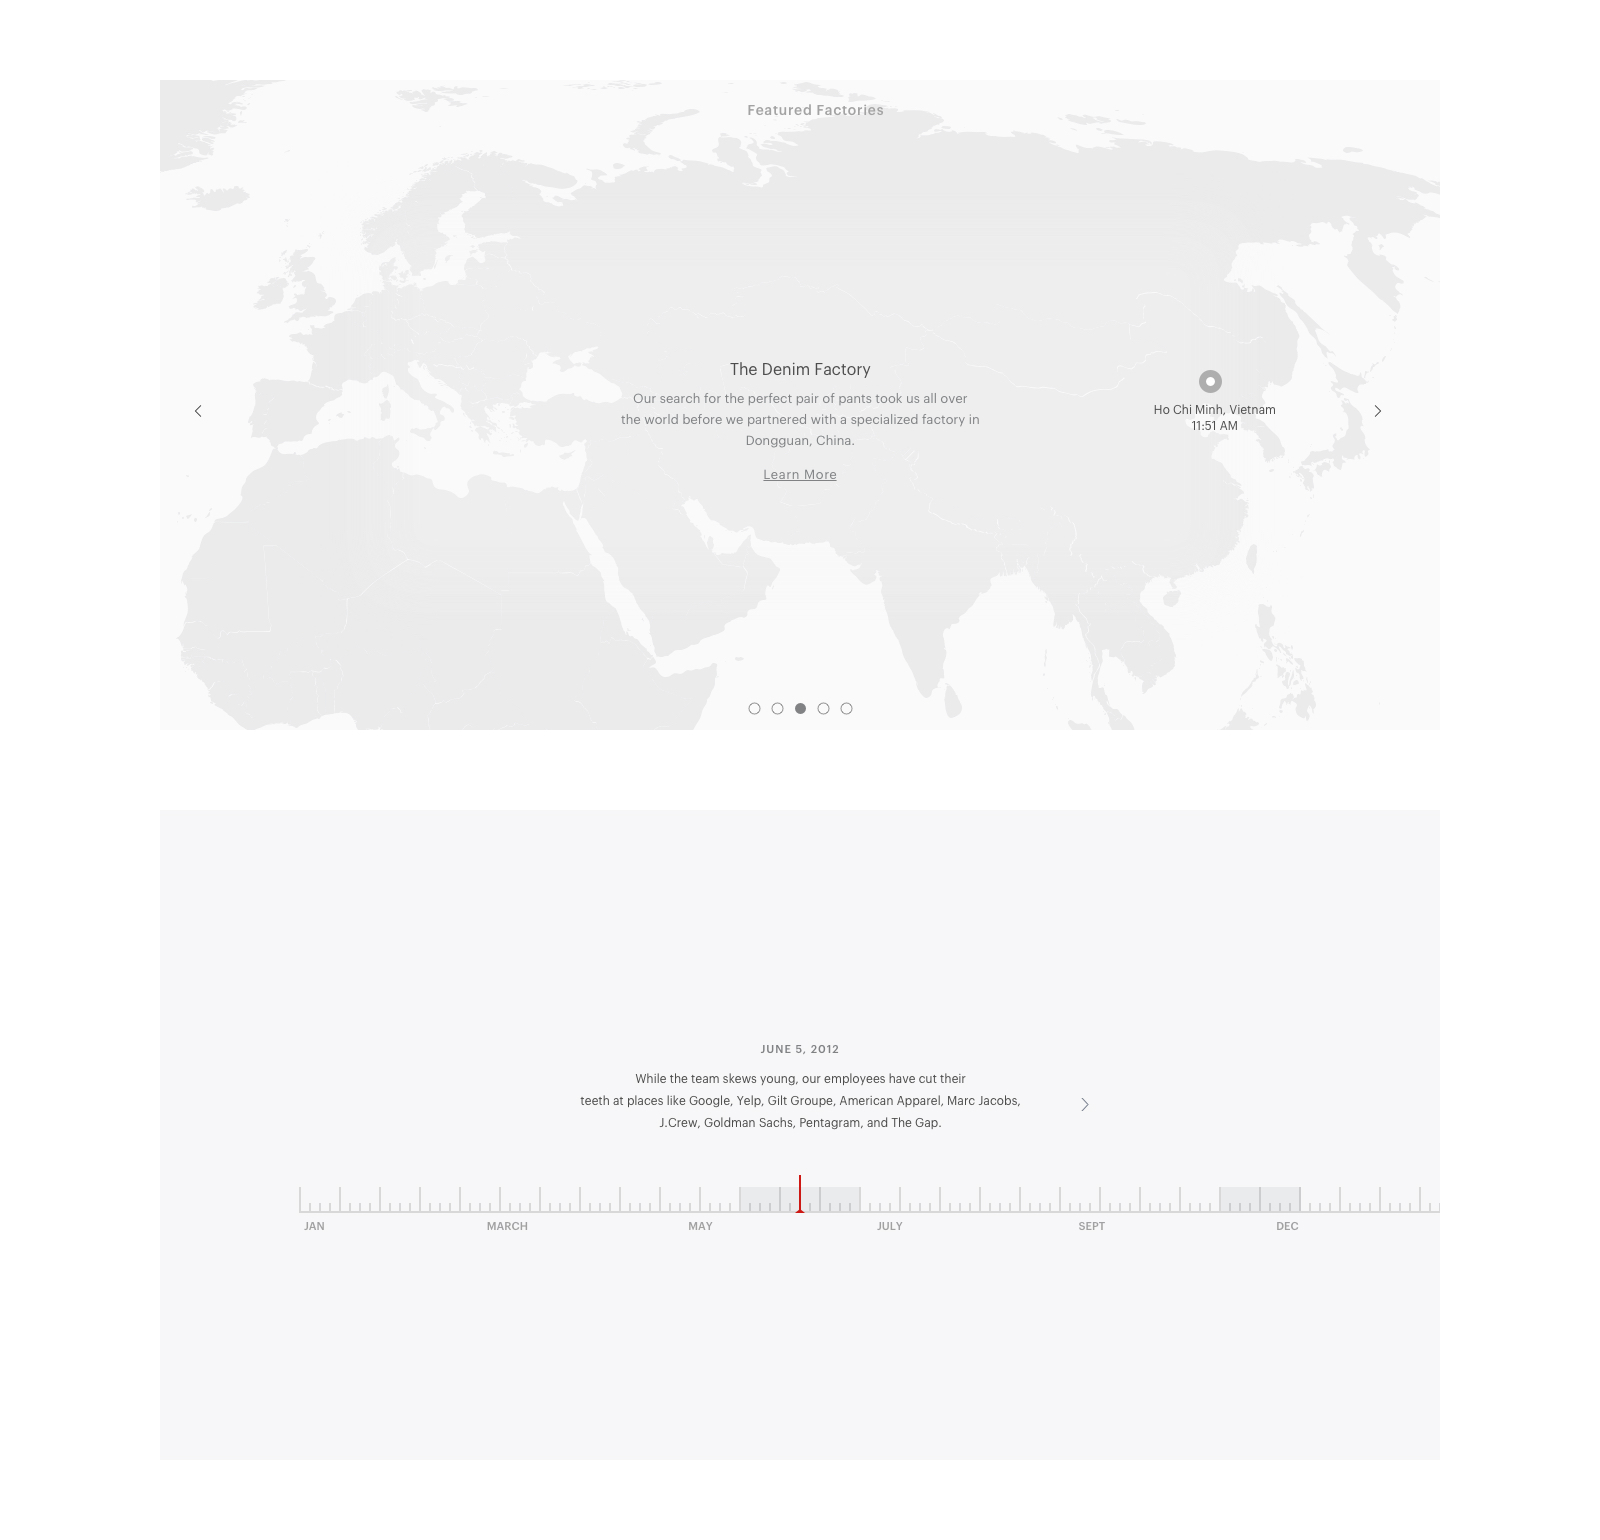 Featured Factories
The Denim Factory
Our search for the perfect pair of pants took us all over
the world before we partnered with a specialized factory in
Dongguan, China.
Learn More
Ho Chi Minh, Vietnam
11:51 AM
JUNE 5, 2012
While the team skews young, our employees have cut their
teeth at places like Google, Yelp, Gilt Groupe, American Apparel, Marc Jacobs,
J.Crew, Goldman Sachs, Pentagram, and The Gap.
JAN MARCH MAY JULY SEPT DEC